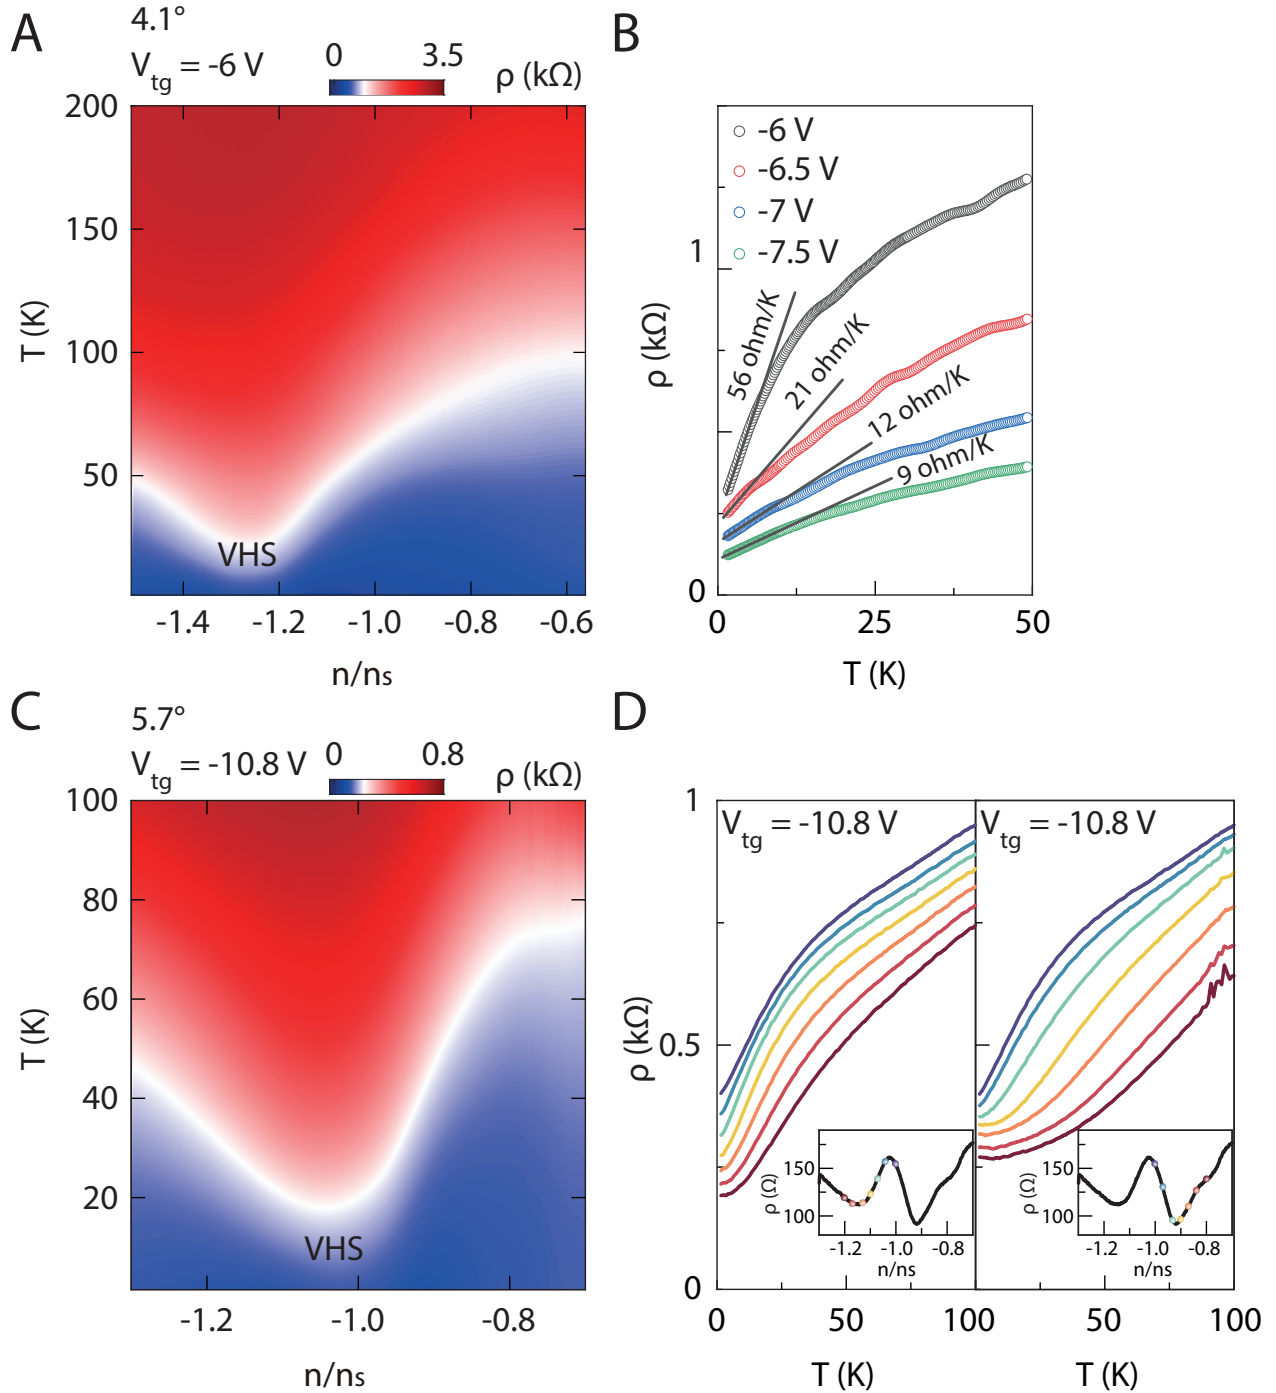 A
4.1°
V_tg = -6 V
0
3.5
ρ (kΩ)
200
150
100
50
T (K)
VHS
-1.4
-1.2
-1.0
-0.8
-0.6
n/ns
B
-6 V
-6.5 V
-7 V
-7.5 V
1
0
ρ (kΩ)
56 ohm/K
21 ohm/K
12 ohm/K
9 ohm/K
0
25
50
T (K)
C
5.7°
V_tg = -10.8 V
0
0.8
ρ (kΩ)
100
80
60
40
20
T (K)
VHS
-1.2
-1.0
-0.8
n/ns
D
V_tg = -10.8 V
V_tg = -10.8 V
1
0.5
0
ρ (kΩ)
150
100
ρ (Ω)
-1.2
-1.0
-0.8
n/ns
150
100
ρ (Ω)
-1.2
-1.0
-0.8
n/ns
0
50
100
50
100
T (K)
T (K)